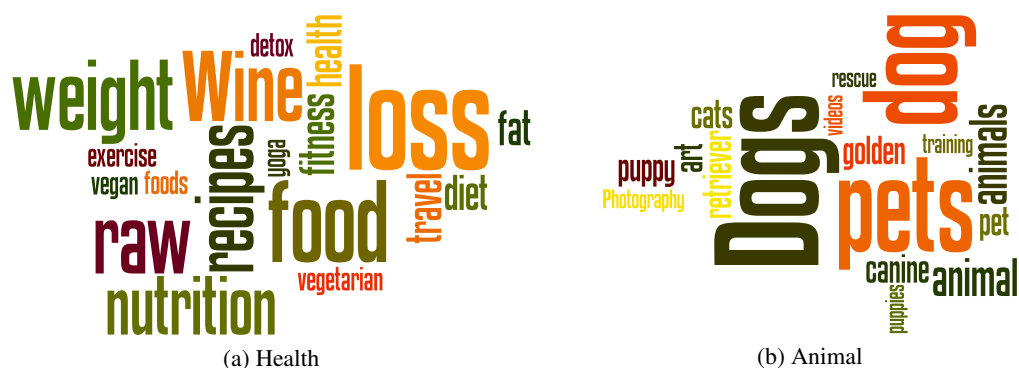 detox
health
weight
Wine
loss
fitness
fat
exercise
recipes
yoga
vegan
foods
travel
diet
raw
food
vegetarian
nutrition
(a) Health
dog
rescue
videos
cats
Dogs
animals
art
retriever
golden
training
puppy
Photography
pets
pet
canine
animal
puppies
(b) Animal